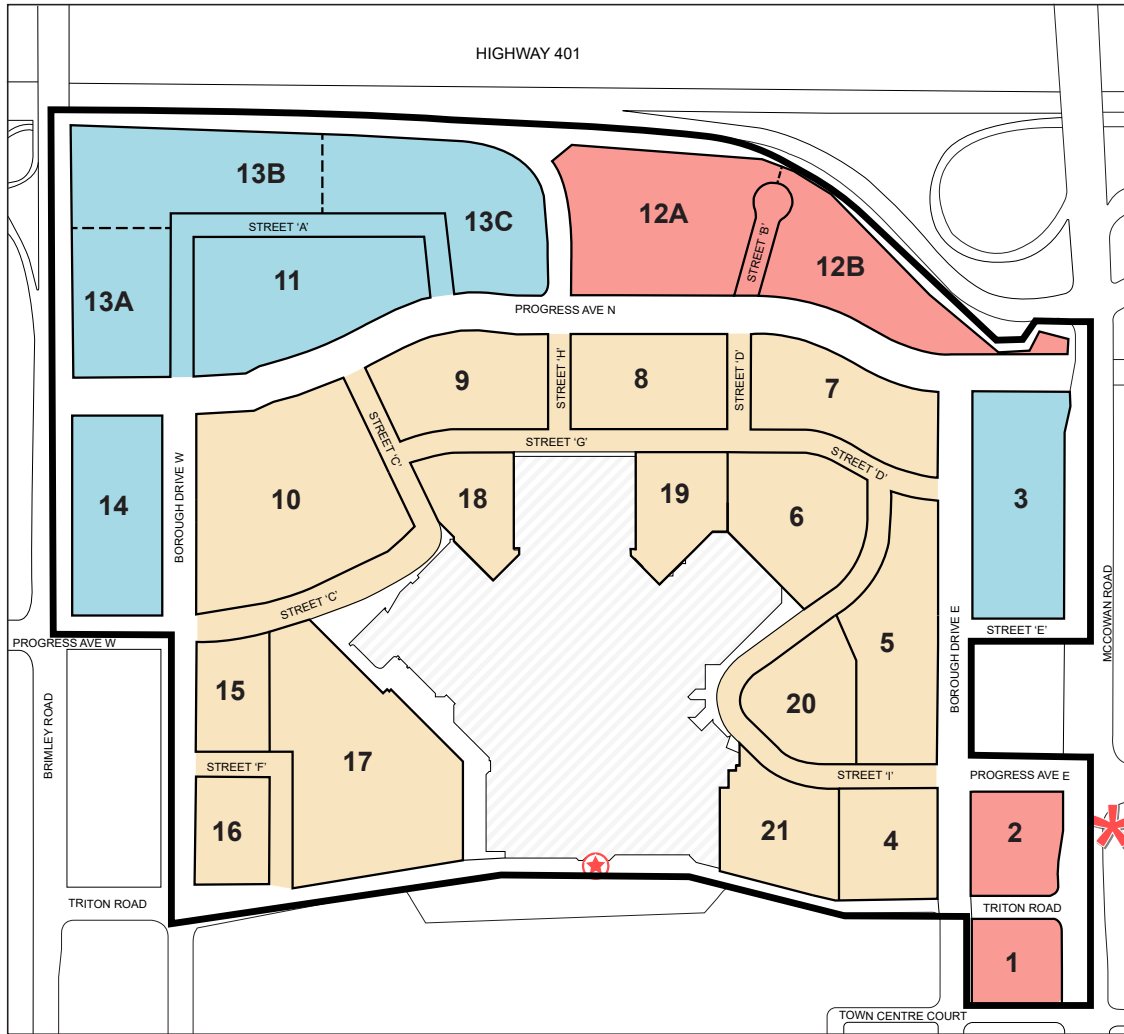 HIGHWAY 401
13B
12A
13C
STREET 'A'
STREET 'B'
12B
11
13A
PROGRESS AVE N
STREET 'H'
STREET 'D'
9
8
7
STREET 'C'
STREET 'G'
STREET 'D'
10
18
19
6
3
14
BOROUGH DRIVE W
STREET 'C'
MCCOWAN ROAD
STREET 'E'
PROGRESS AVE W
5
BOROUGH DRIVE E
15
20
BRIMLEY ROAD
17
STREET 'F'
STREET 'I'
PROGRESS AVE E
16
21
4
2
TRITON ROAD
TRITON ROAD
1
TOWN CENTRE COURT